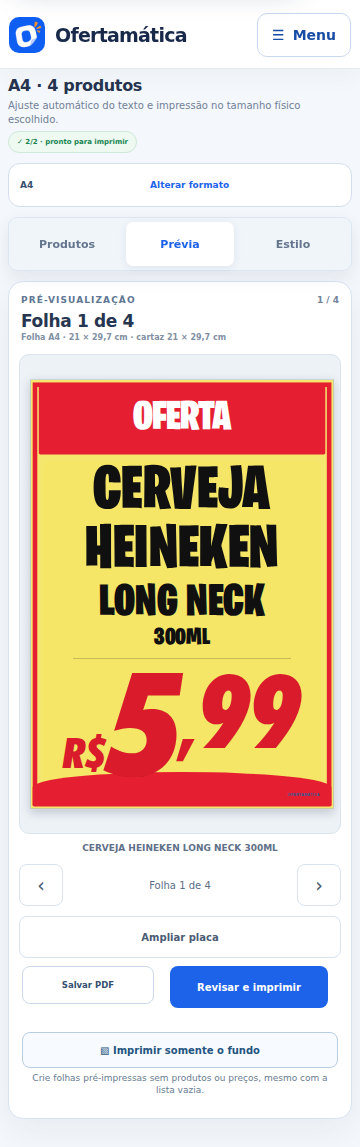 Ofertamática
☰ Menu
A4 · 4 produtos
Ajuste automático do texto e impressão no tamanho físico
escolhido.
✓ 2/2 · pronto para imprimir
A4 Alterar formato
Produtos Prévia Estilo
PRÉ-VISUALIZAÇÃO 1 / 4
Folha 1 de 4
Folha A4 · 21 × 29,7 cm · cartaz 21 × 29,7 cm
OFERTA
CERVEJA
HEINEKEN
LONG NECK
300ML
R$5,99
CERVEJA HEINEKEN LONG NECK 300ML
‹ Folha 1 de 4 ›
Ampliar placa
Salvar PDF Revisar e imprimir
▧ Imprimir somente o fundo
Crie folhas pré-impressas sem produtos ou preços, mesmo com a
lista vazia.